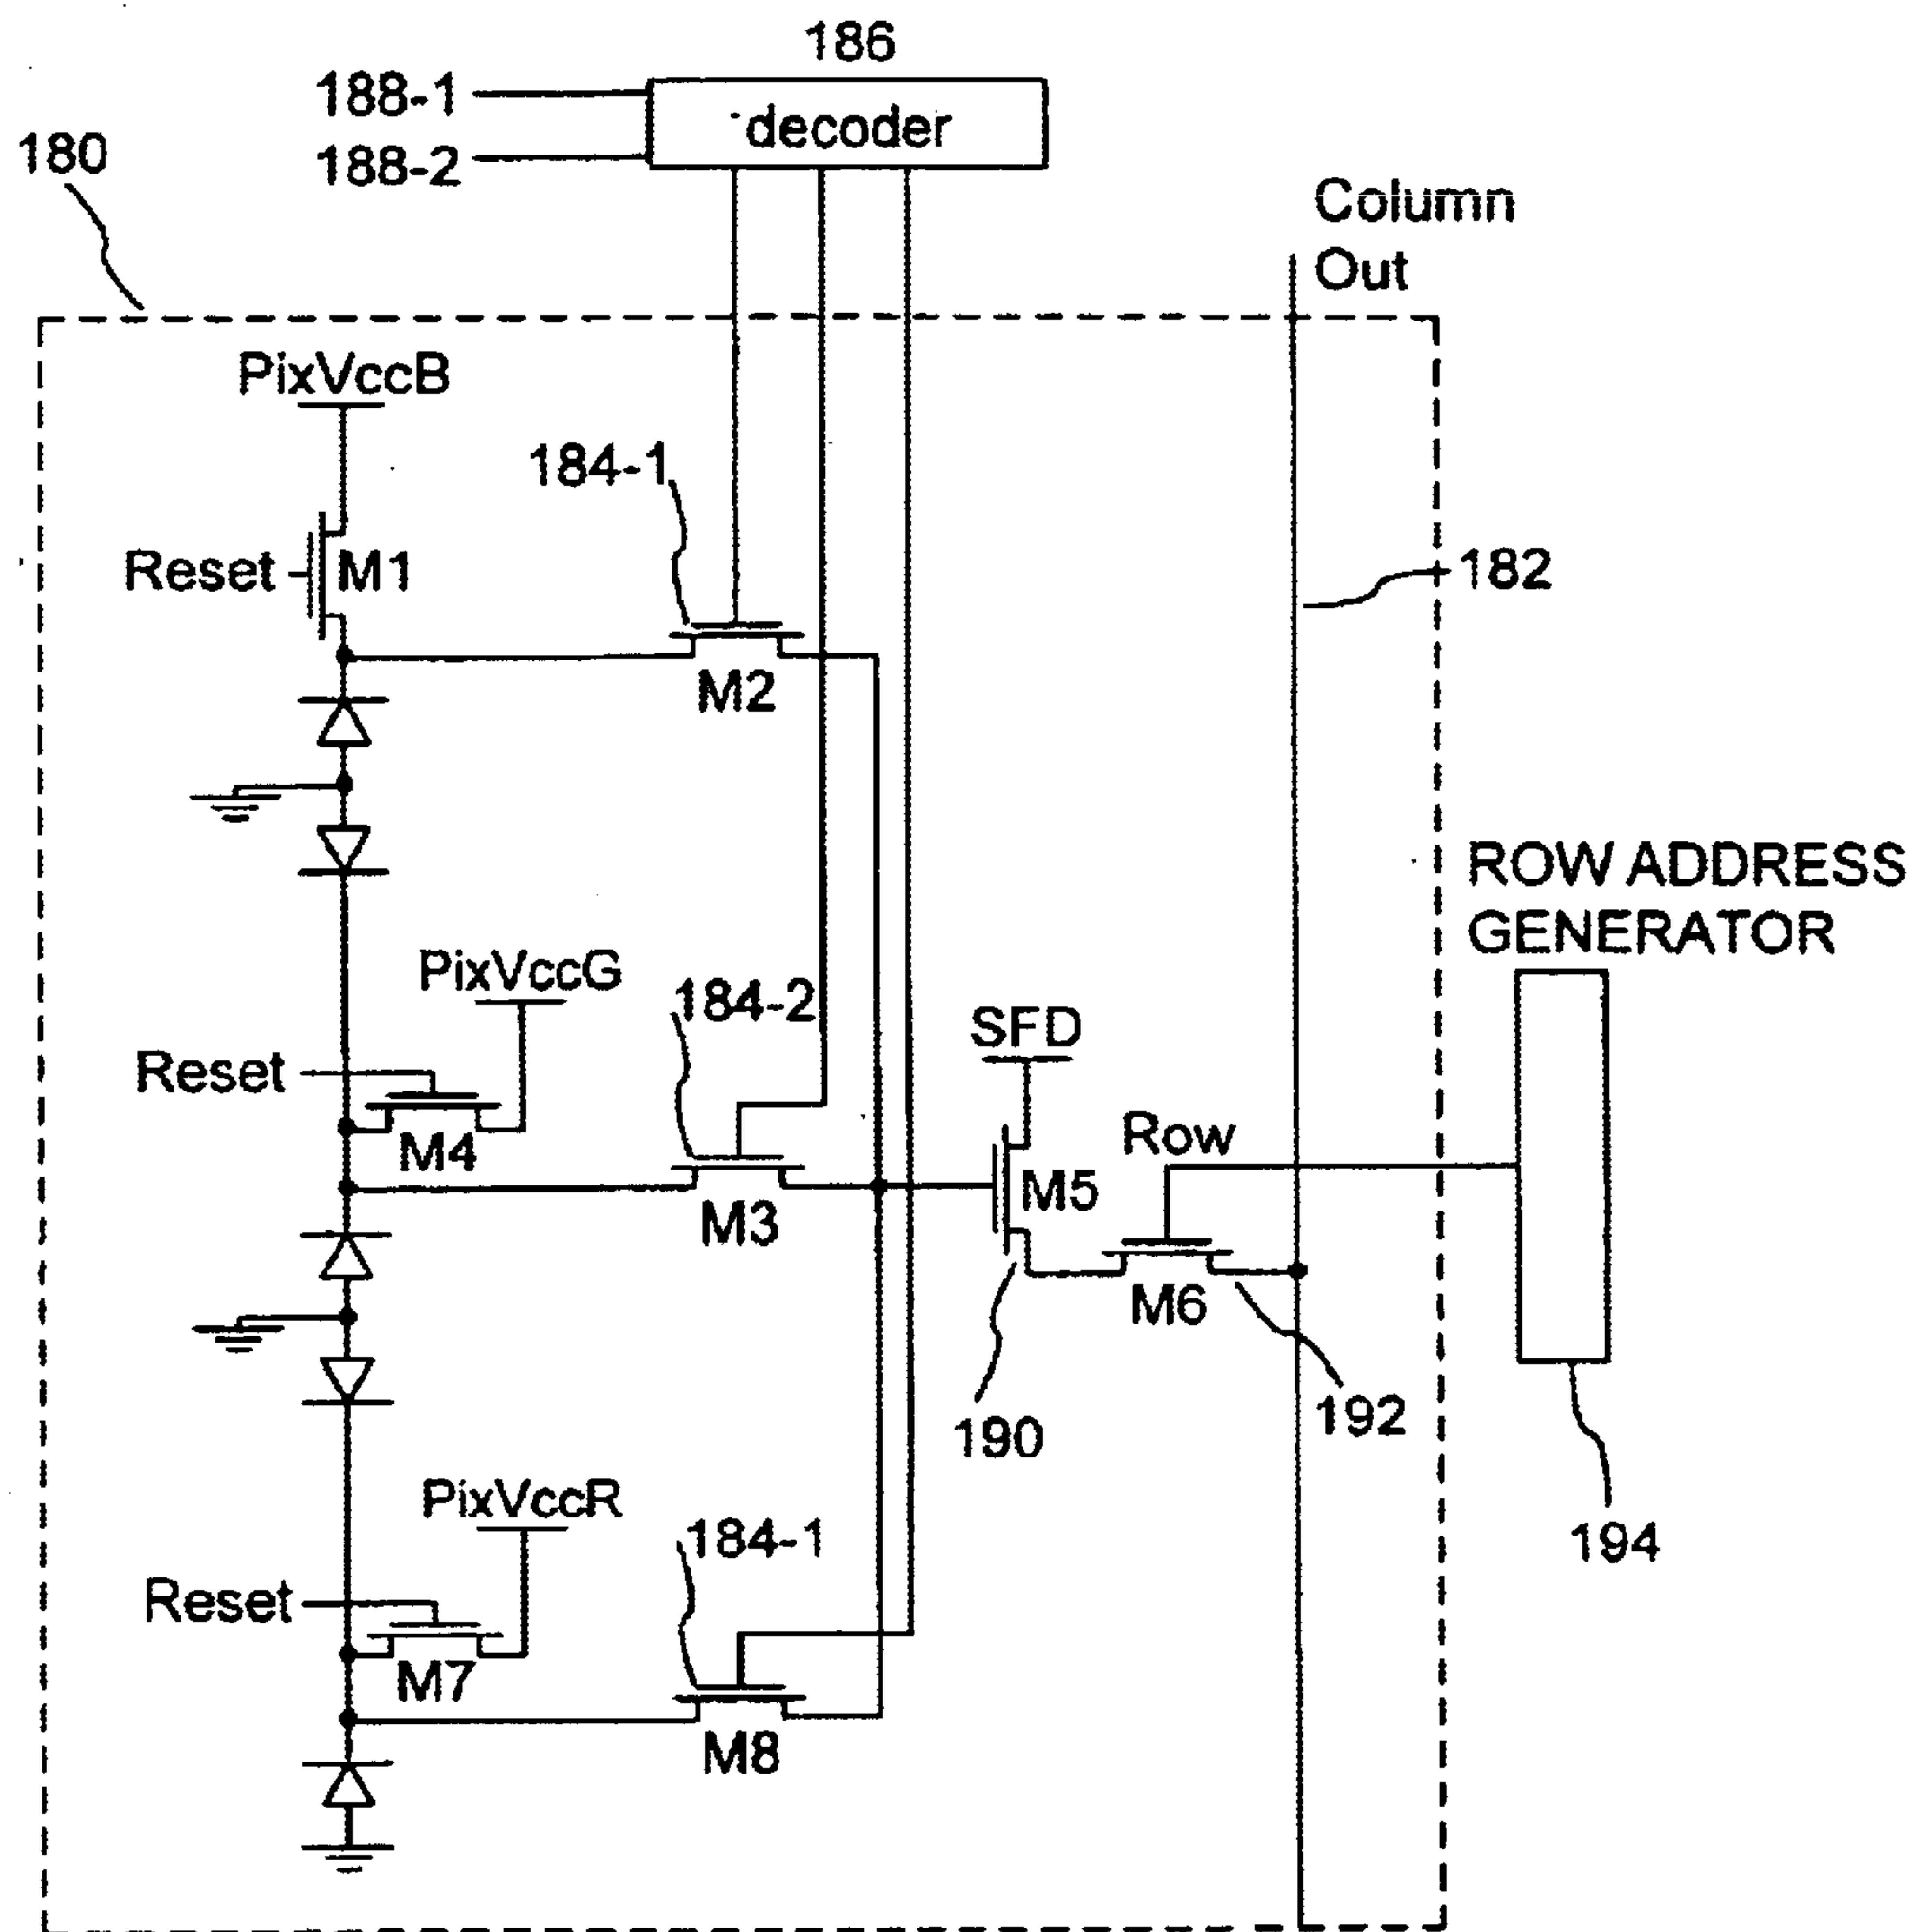 186
188-1
decoder
188-2
180
Column
Out
PixVccB
184-1
Reset
M1
182
M2
ROW ADDRESS
GENERATOR
PixVccG
184-2
SFD
Reset
Row
M4
M5
M3
M6
190
192
PixVccR
184-1
194
Reset
M7
M8